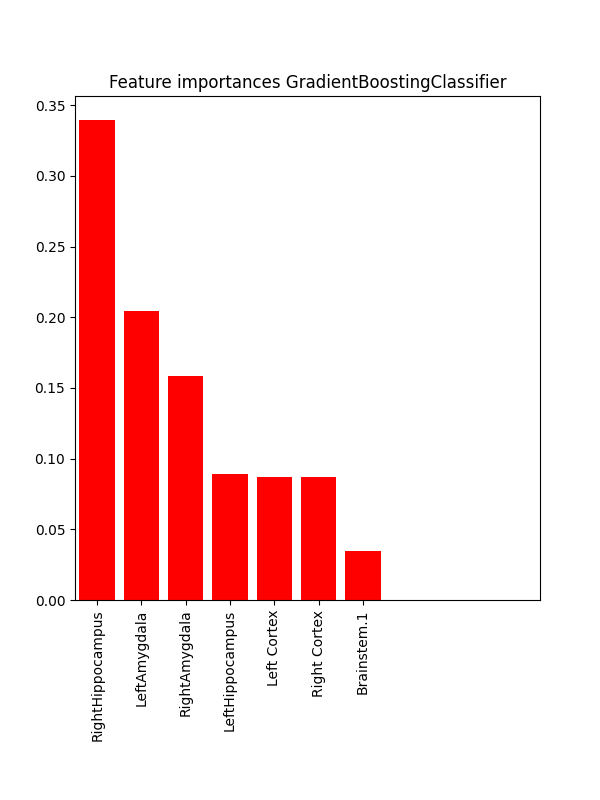 Feature importances GradientBoostingClassifier
0.35
0.30
0.25
0.20
0.15
0.10
0.05
0.00
RightHippocampus
LeftAmygdala
RightAmygdala
LeftHippocampus
Left Cortex
Right Cortex
Brainstem.1